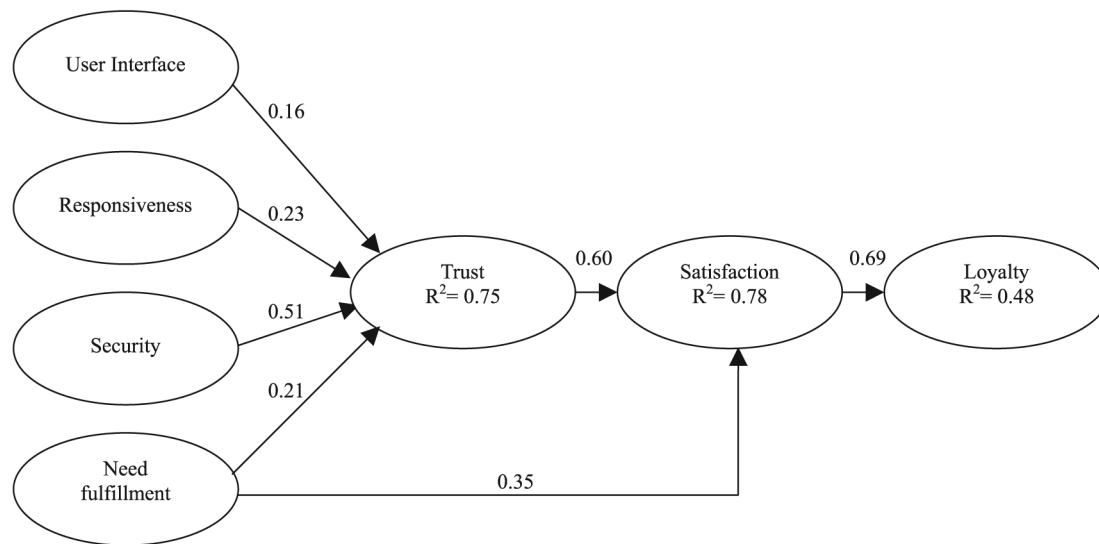 User Interface
0.16
Responsiveness
0.23
Trust
R²= 0.75
0.60
Satisfaction
R²= 0.78
0.69
Loyalty
R²= 0.48
Security
0.51
0.21
Need
fulfillment
0.35